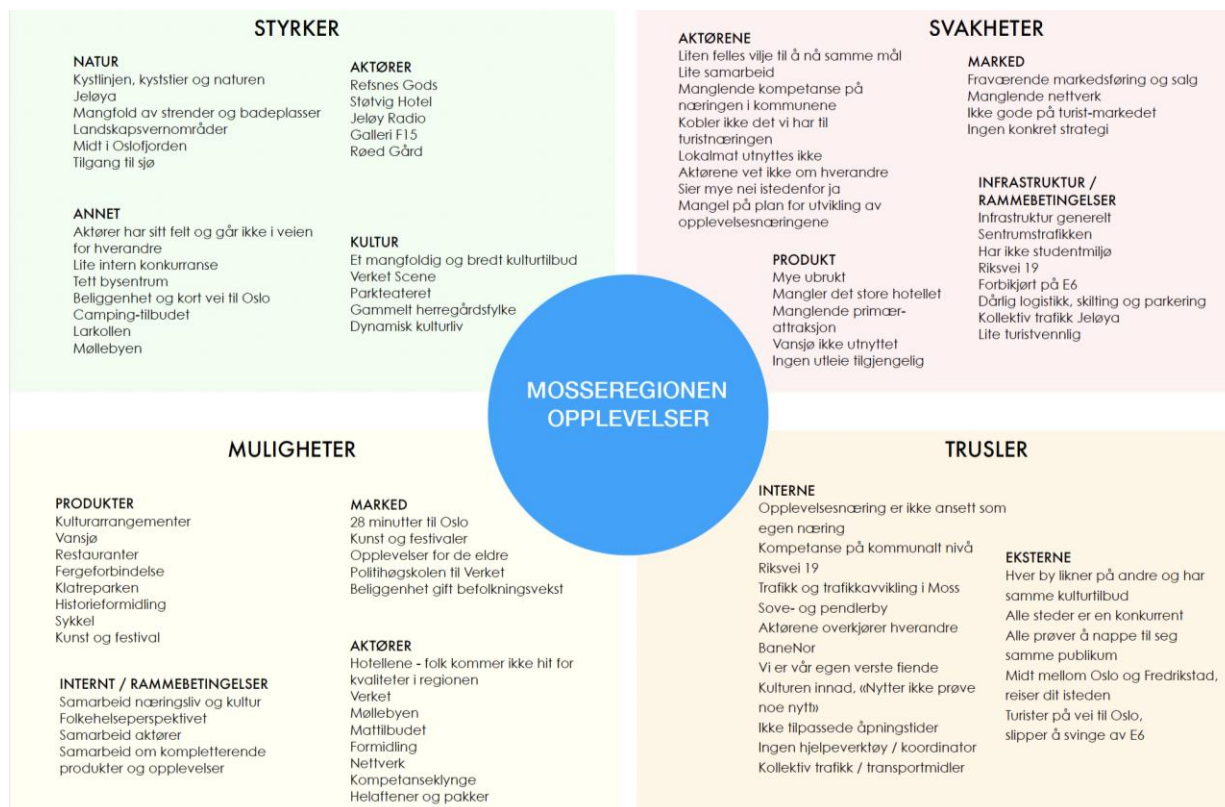 STYRKER
NATUR
Kystlinjen, kyststier og naturen
Jeløya
Mangfold av strender og badeplasser
Landskapsvernområder
Midt i Oslofjorden
Tilgang til sjø
AKTØRER
Refsnes Gods
Støtvig Hotel
Jeløy Radio
Galleri F15
Røed Gård
ANNET
Aktører har sitt felt og går ikke i veien
for hverandre
Lite intern konkurranse
Tett bysentrum
Beliggenhet og kort vei til Oslo
Camping-tilbudet
Larkollen
Møllebyen
KULTUR
Et mangfoldig og bredt kulturtilbud
Verket Scene
Parkteateret
Gammelt herregårdsfylke
Dynamisk kulturliv
SVAKHETER
AKTØRENE
Liten felles vilje til å nå samme mål
Lite samarbeid
Manglende kompetanse på
næringen i kommunene
Kobler ikke det vi har til
turistnæringen
Lokalmat utnyttes ikke
Aktørene vet ikke om hverandre
Sier mye nei istedenfor ja
Mangel på plan for utvikling av
opplevelsesnæringene
MARKED
Fraværende markedsføring og salg
Manglende nettverk
Ikke gode på turist-markedet
Ingen konkret strategi
PRODUKT
Mye ubrukt
Mangler det store hotellet
Manglende primær-
attraksjon
Vansjø ikke utnyttet
Ingen utleie tilgjengelig
INFRASTRUKTUR /
RAMMEBETINGELSER
Infrastruktur generelt
Sentrumstrafikken
Har ikke studentmiljø
Riksvei 19
Forbikjørt på E6
Dårlig logistikk, skilting og parkering
Kollektiv trafikk Jeløya
Lite turistvennlig
MOSSEREGIONEN
OPPLEVELSER
MULIGHETER
PRODUKTER
Kulturarrangementer
Vansjø
Restauranter
Fergeforbindelse
Klatreparken
Historieformidling
Sykkel
Kunst og festival
MARKED
28 minutter til Oslo
Kunst og festivaler
Opplevelser for de eldre
Politihøgskolen til Verket
Beliggenhet gift befolkningsvekst
INTERNT / RAMMEBETINGELSER
Samarbeid næringsliv og kultur
Folkehelseperspektivet
Samarbeid aktører
Samarbeid om kompletterende
produkter og opplevelser
AKTØRER
Hotellene - folk kommer ikke hit for
kvaliteter i regionen
Verket
Møllebyen
Mattilbudet
Formidling
Nettverk
Kompetanseklynge
Helaftener og pakker
TRUSLER
INTERNE
Opplevelsesnæring er ikke ansett som
egen næring
Kompetanse på kommunalt nivå
Riksvei 19
Trafikk og trafikkavvikling i Moss
Sove- og pendlerby
Aktørene overkjører hverandre
BaneNor
Vi er vår egen verste fiende
Kulturen innad, «Nytter ikke prøve
noe nytt»
Ikke tilpassede åpningstider
Ingen hjelpeverktøy / koordinator
Kollektiv trafikk / transportmidler
EKSTERNE
Hver by likner på andre og har
samme kulturtilbud
Alle steder er en konkurrent
Alle prøver å nappe til seg
samme publikum
Midt mellom Oslo og Fredrikstad,
reiser dit isteden
Turister på vei til Oslo,
slipper å svinge av E6